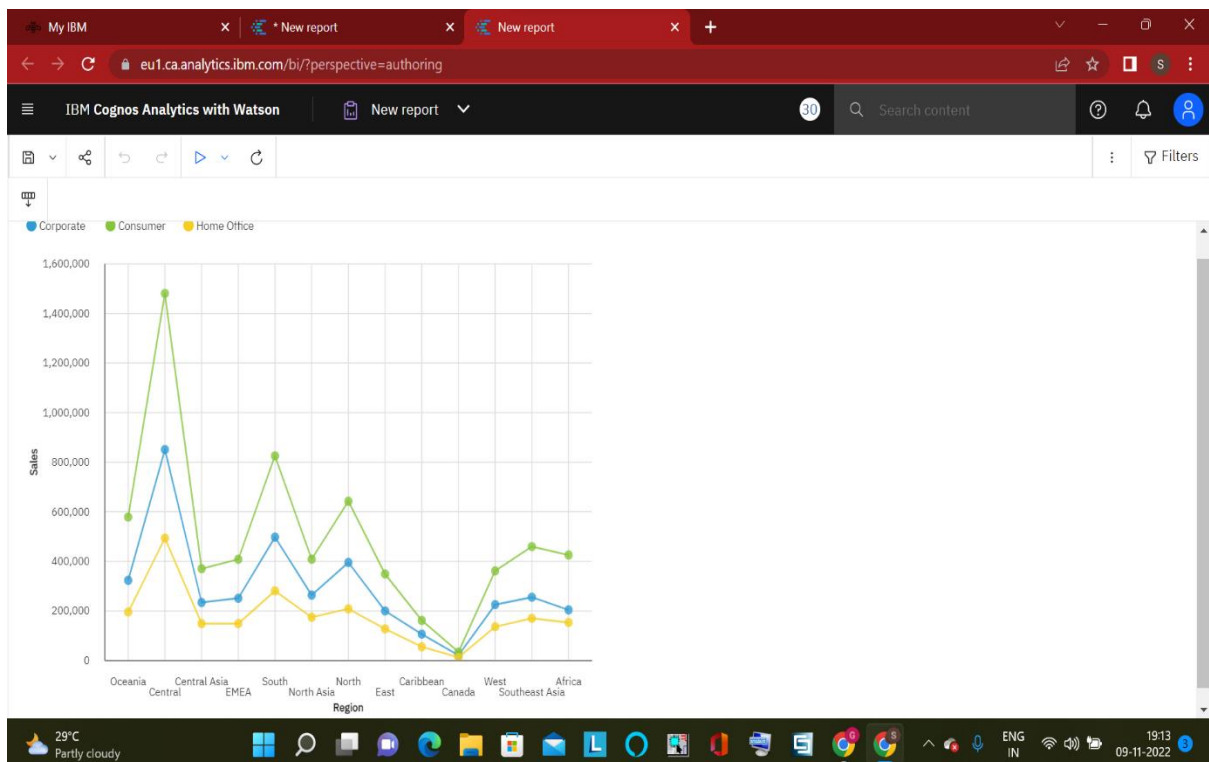 My IBM
* New report
New report
eu1.ca.analytics.ibm.com/bi/?perspective=authoring
S
IBM Cognos Analytics with Watson
New report
30
Search content
Filters
Corporate Consumer Home Office
1,600,000
1,400,000
1,200,000
1,000,000
800,000
600,000
400,000
200,000
0
Sales
Oceania Central Asia South North Caribbean West Africa
Central EMEA North Asia East Canada Southeast Asia
Region
29°C
Partly cloudy
L
G
S
ENG
IN
19:13
09-11-2022
3